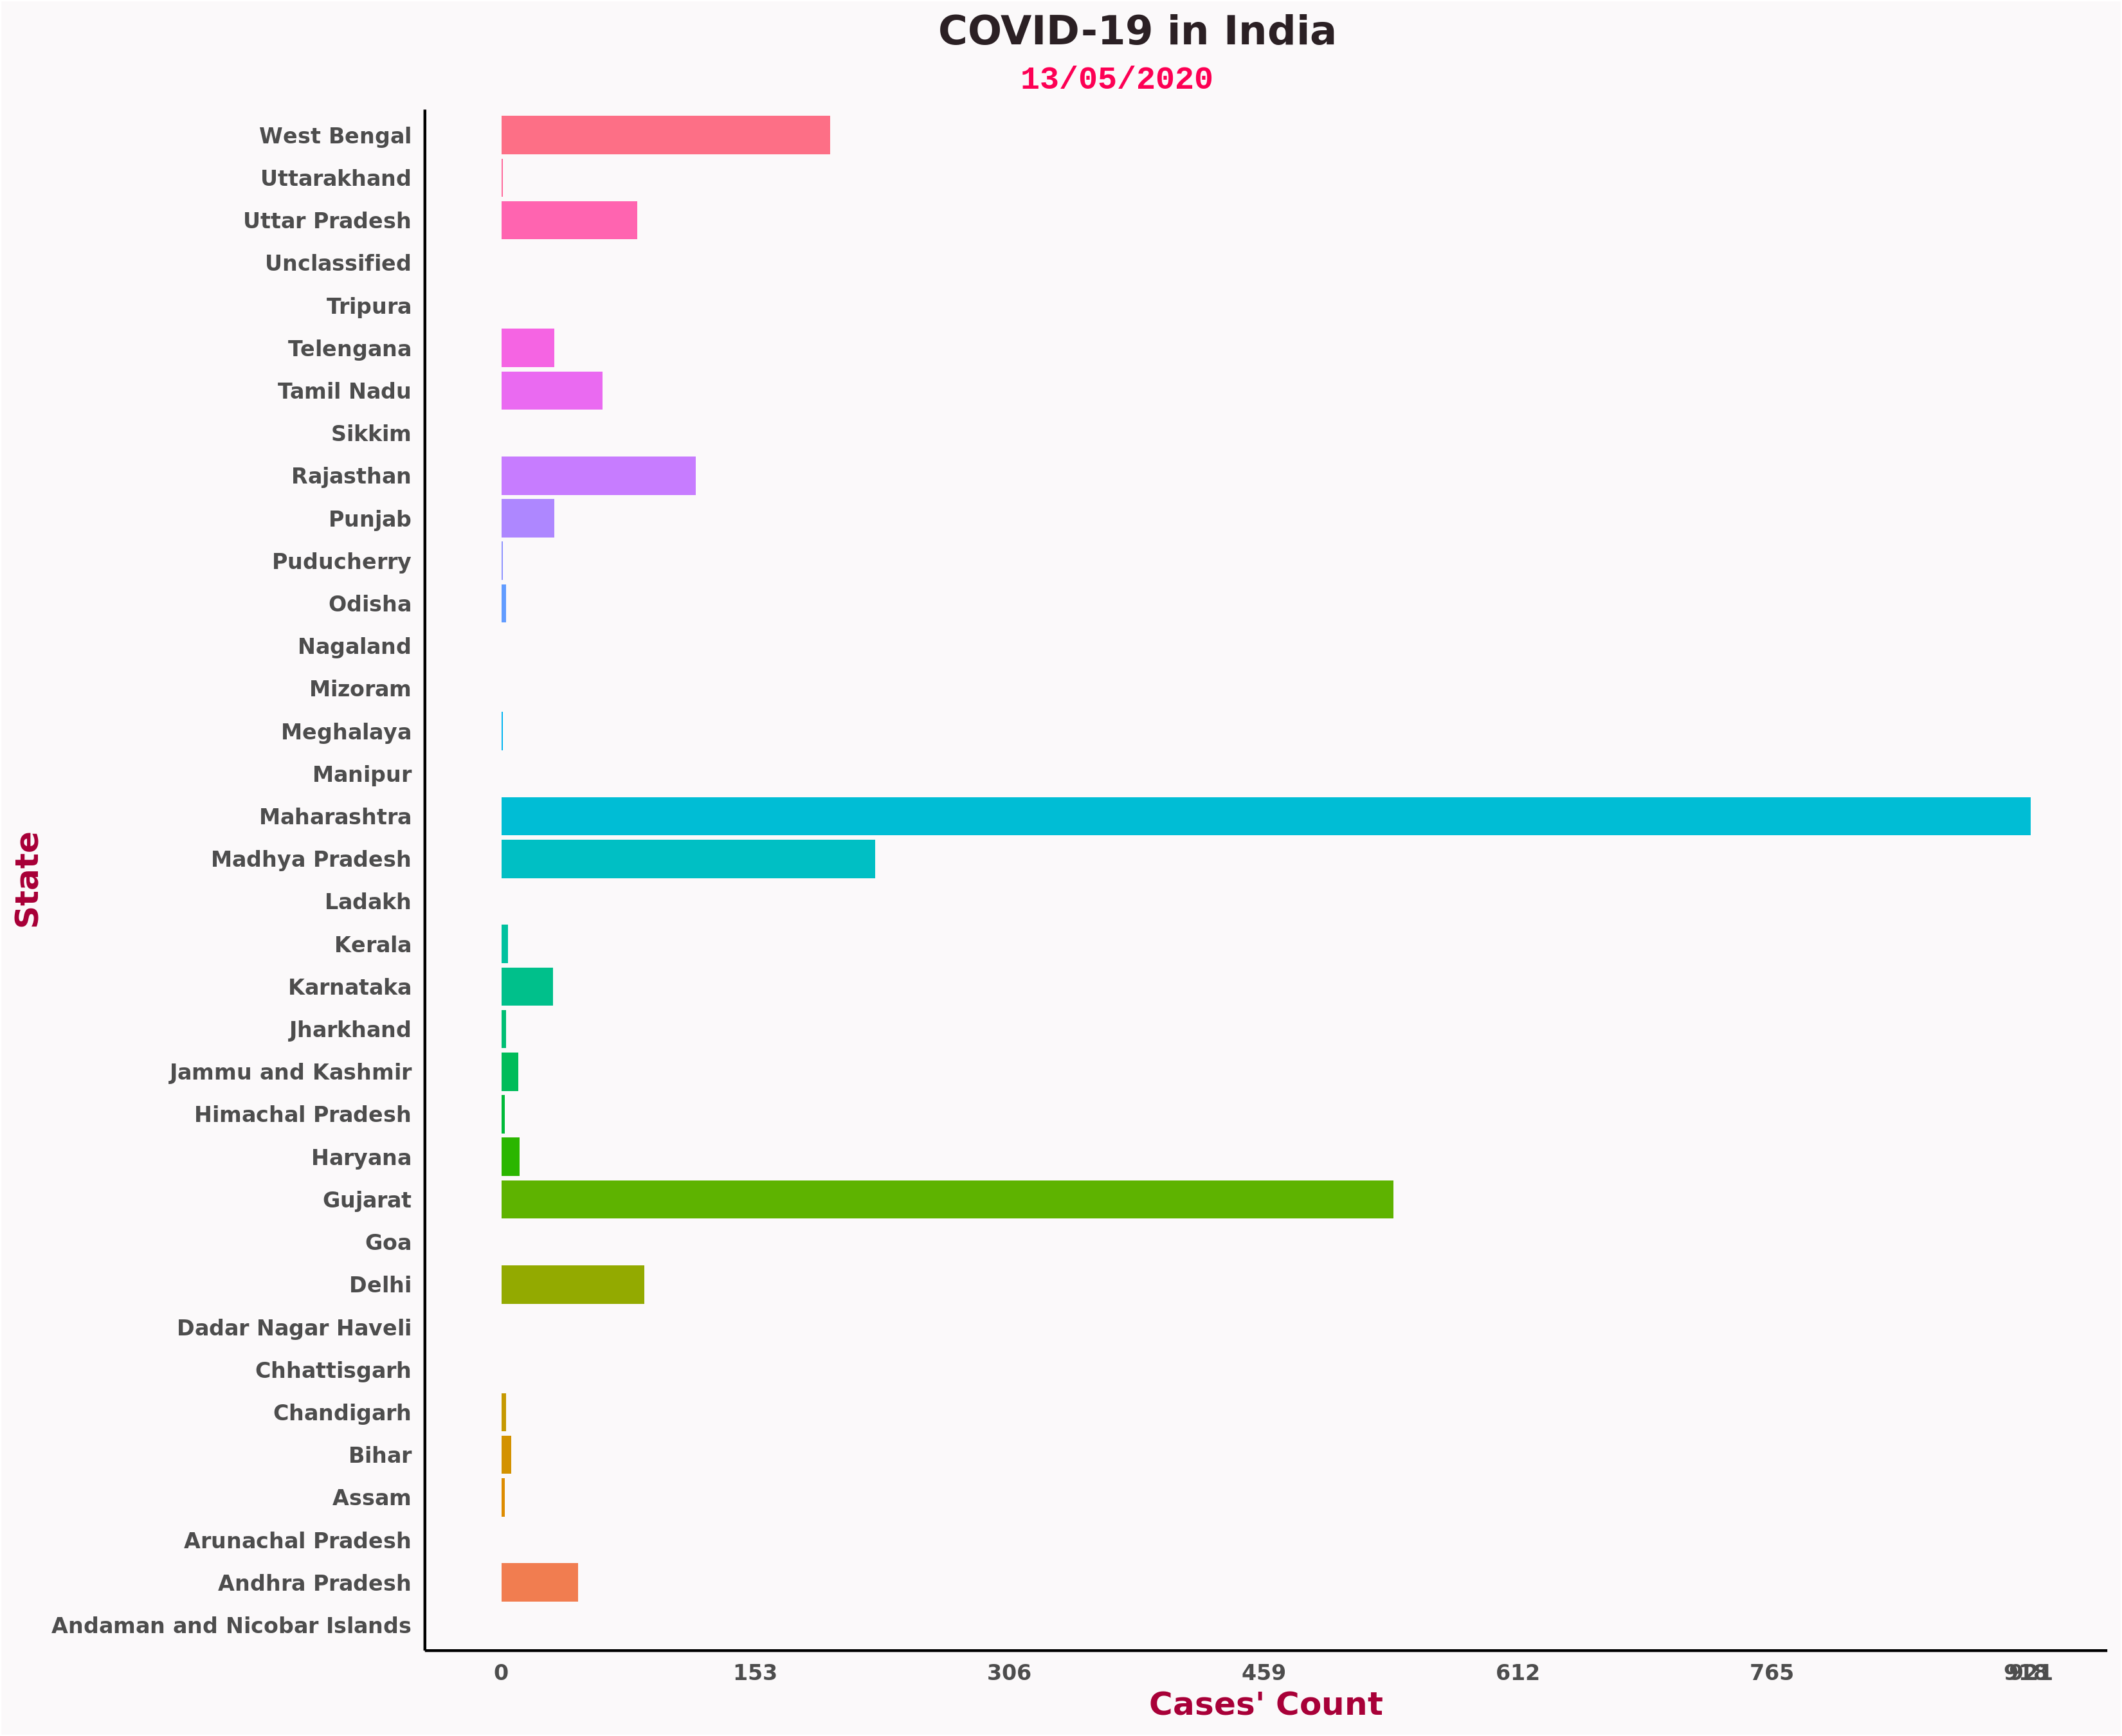 COVID-19 in India
13/05/2020
West Bengal
Uttarakhand
Uttar Pradesh
Unclassified
Tripura
Telengana
Tamil Nadu
Sikkim
Rajasthan
Punjab
Puducherry
Odisha
Nagaland
Mizoram
Meghalaya
Manipur
Maharashtra
Madhya Pradesh
Ladakh
Kerala
Karnataka
Jharkhand
Jammu and Kashmir
Himachal Pradesh
Haryana
Gujarat
Goa
Delhi
Dadar Nagar Haveli
Chhattisgarh
Chandigarh
Bihar
Assam
Arunachal Pradesh
Andhra Pradesh
Andaman and Nicobar Islands
State
0 153 306 459 612 765 918 921
Cases' Count